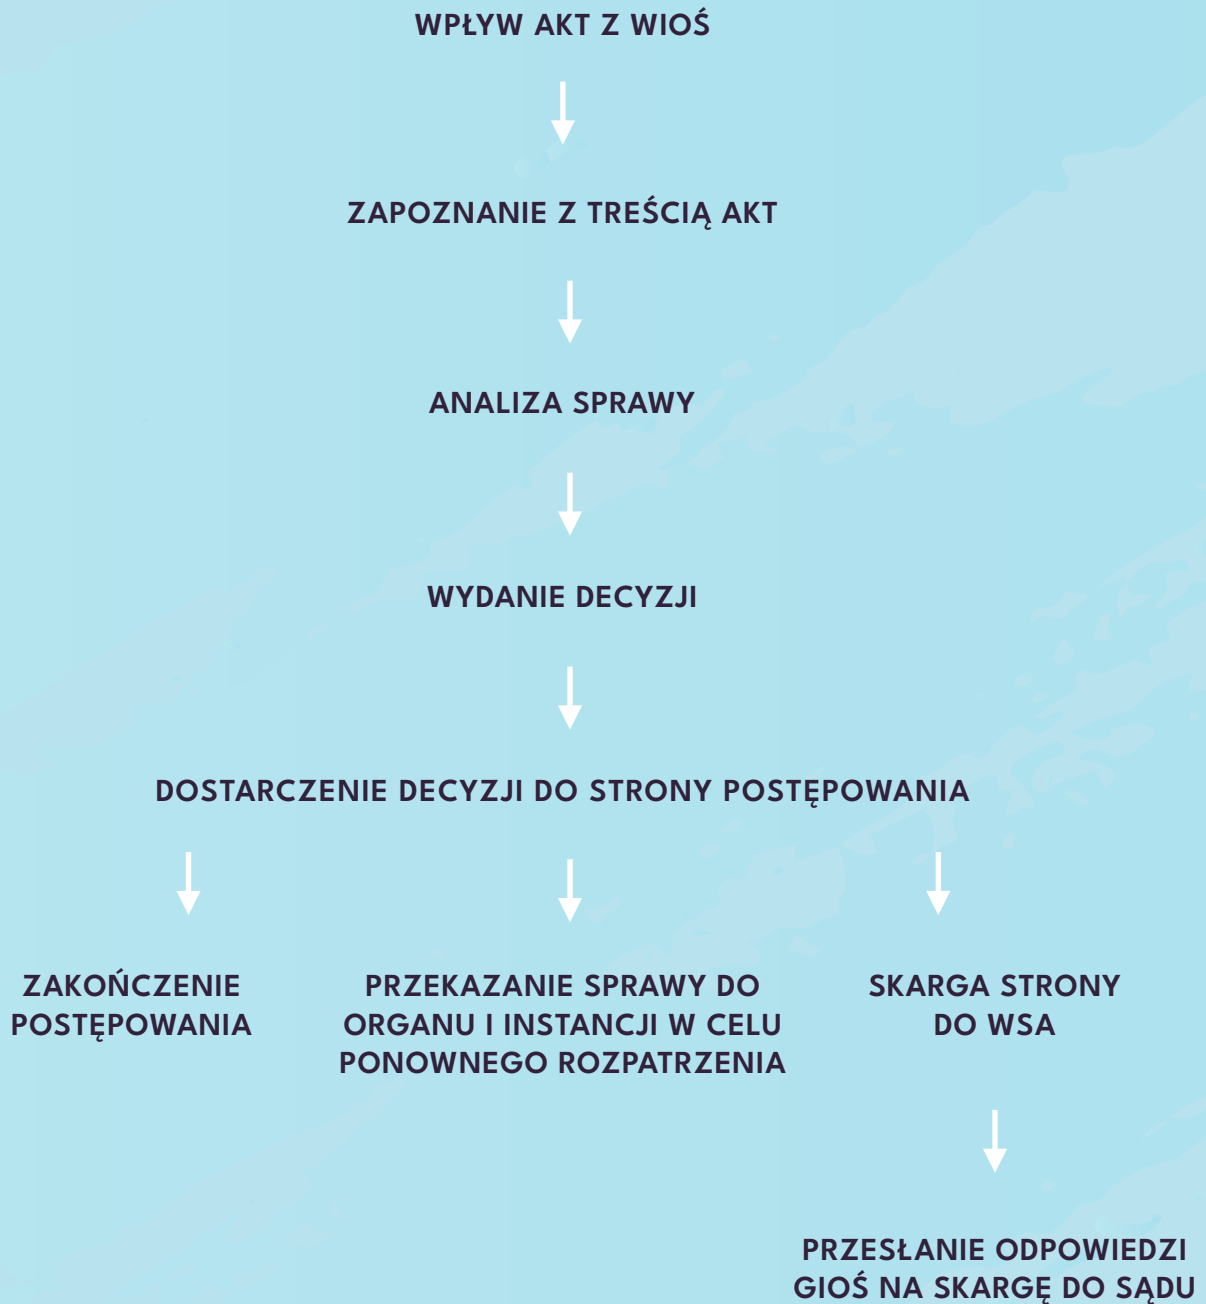 WPŁYW AKT Z WIOŚ
ZAPOZNANIE Z TREŚCIĄ AKT
ANALIZA SPRAWY
WYDANIE DECYZJI
DOSTARCZENIE DECYZJI DO STRONY POSTĘPOWANIA
ZAKOŃCZENIE
POSTĘPOWANIA
PRZEKAZANIE SPRAWY DO
ORGANU I INSTANCJI W CELU
PONOWNEGO ROZPATRZENIA
SKARGA STRONY
DO WSA
PRZESŁANIE ODPOWIEDZI
GIOŚ NA SKARGĘ DO SĄDU